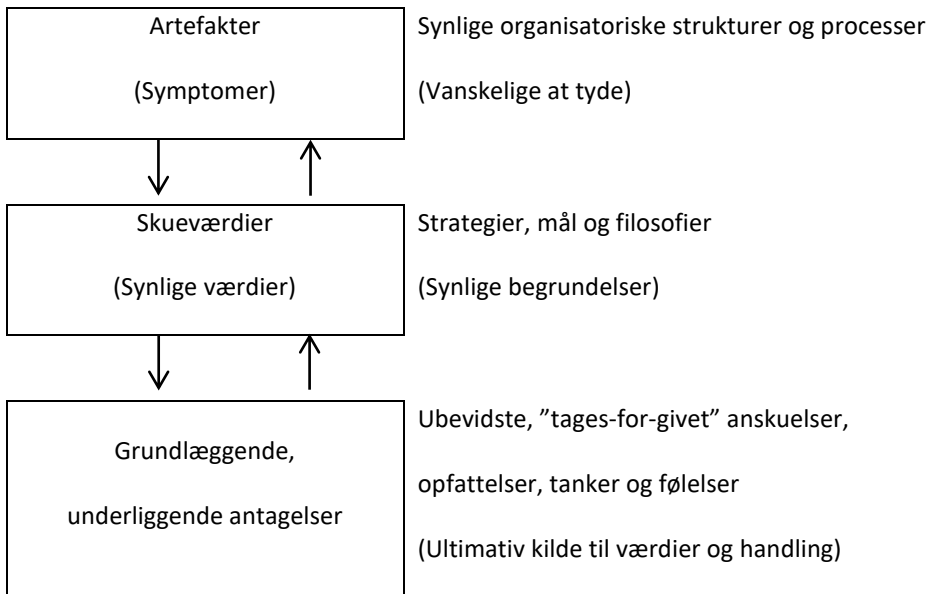 Artefakter
(Symptomer)
Synlige organisatoriske strukturer og processer
(Vanskelige at tyde)
Skueværdier
(Synlige værdier)
Strategier, mål og filosofier
(Synlige begrundelser)
Grundlæggende,
underliggende antagelser
Ubevidste, ”tages-for-givet” anskuelser,
opfattelser, tanker og følelser
(Ultimativ kilde til værdier og handling)